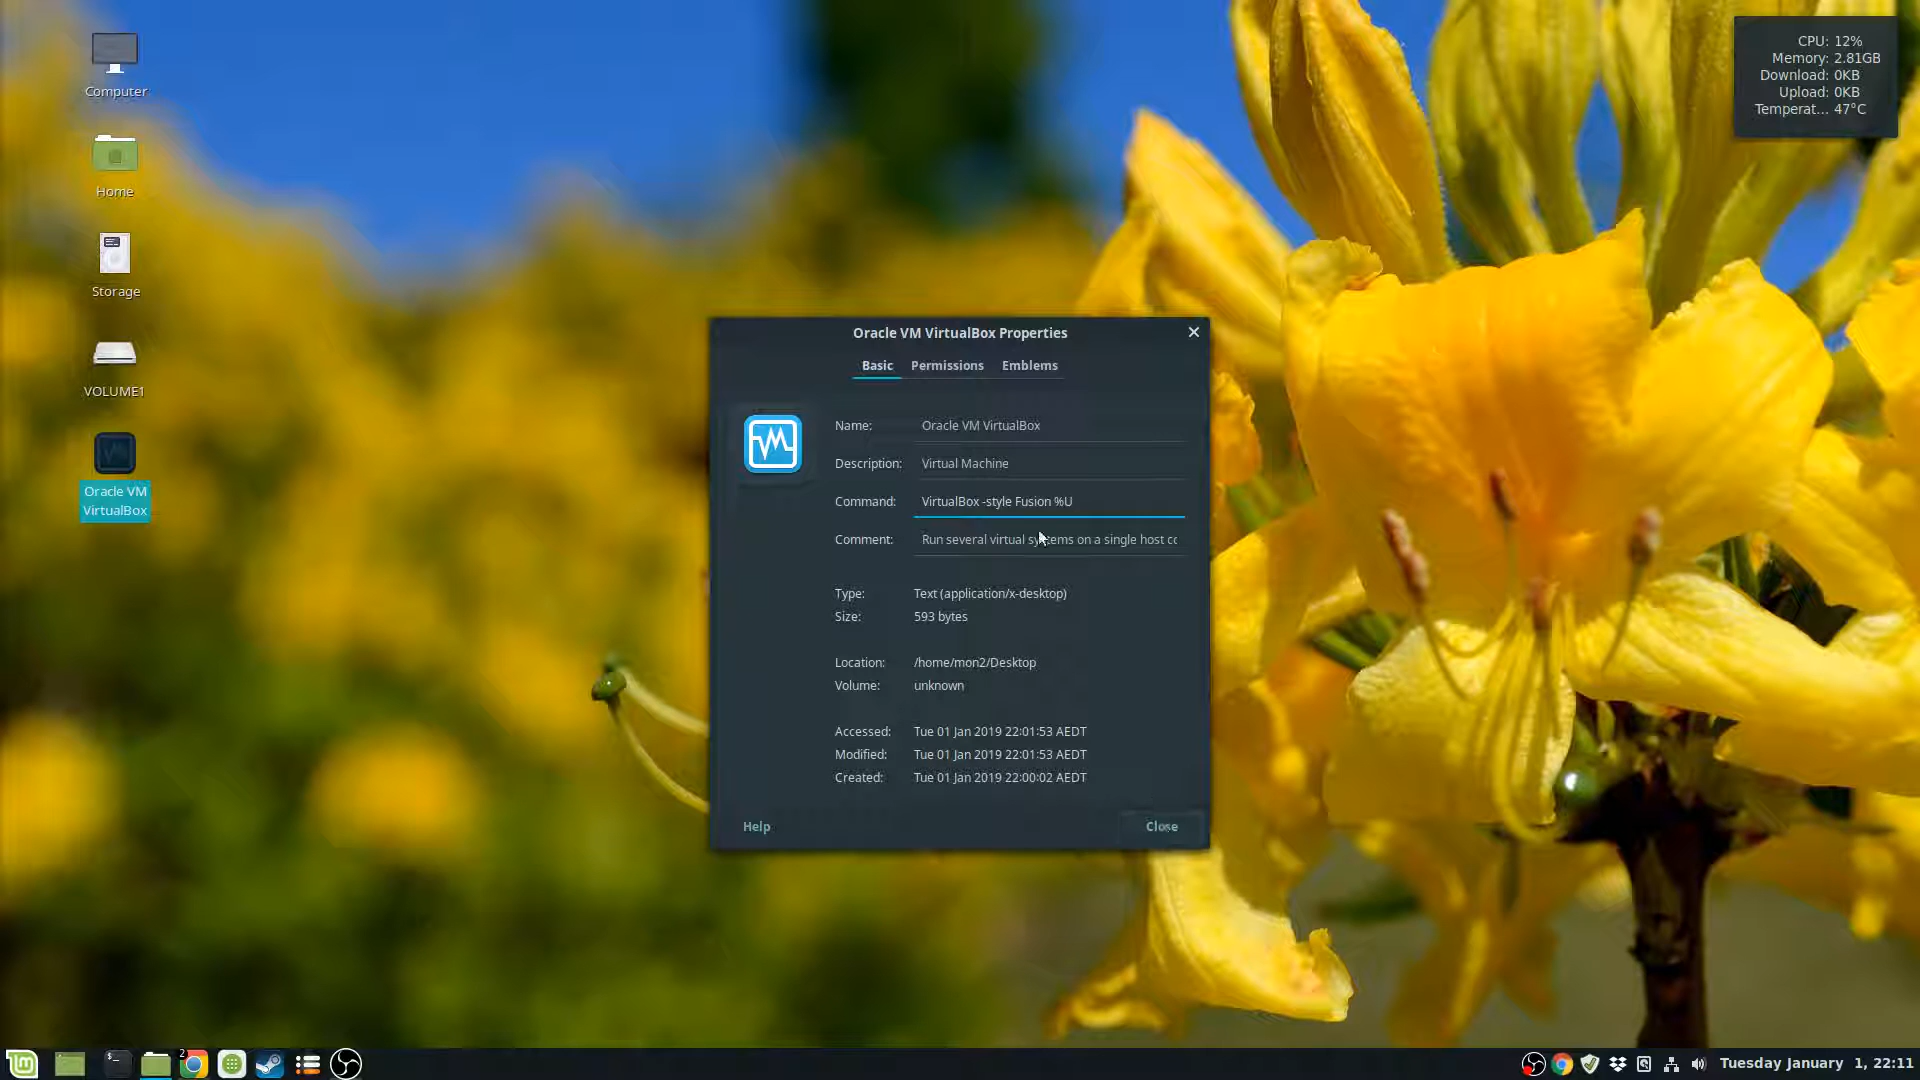 Computer
Home
Storage
VOLUME1
Oracle VM
VirtualBox
CPU: 12%
Memory: 2.81GB
Download: 0KB
Upload: 0KB
Temperat... 47°C
Oracle VM VirtualBox Properties
Basic Permissions Emblems
Name: Oracle VM VirtualBox
Description: Virtual Machine
Command: VirtualBox -style Fusion %U
Comment: Run several virtual systems on a single host cc
Type: Text (application/x-desktop)
Size: 593 bytes
Location: /home/mon2/Desktop
Volume: unknown
Accessed: Tue 01 Jan 2019 22:01:53 AEDT
Modified: Tue 01 Jan 2019 22:01:53 AEDT
Created: Tue 01 Jan 2019 22:00:02 AEDT
Help Close
2
Tuesday January 1, 22:11